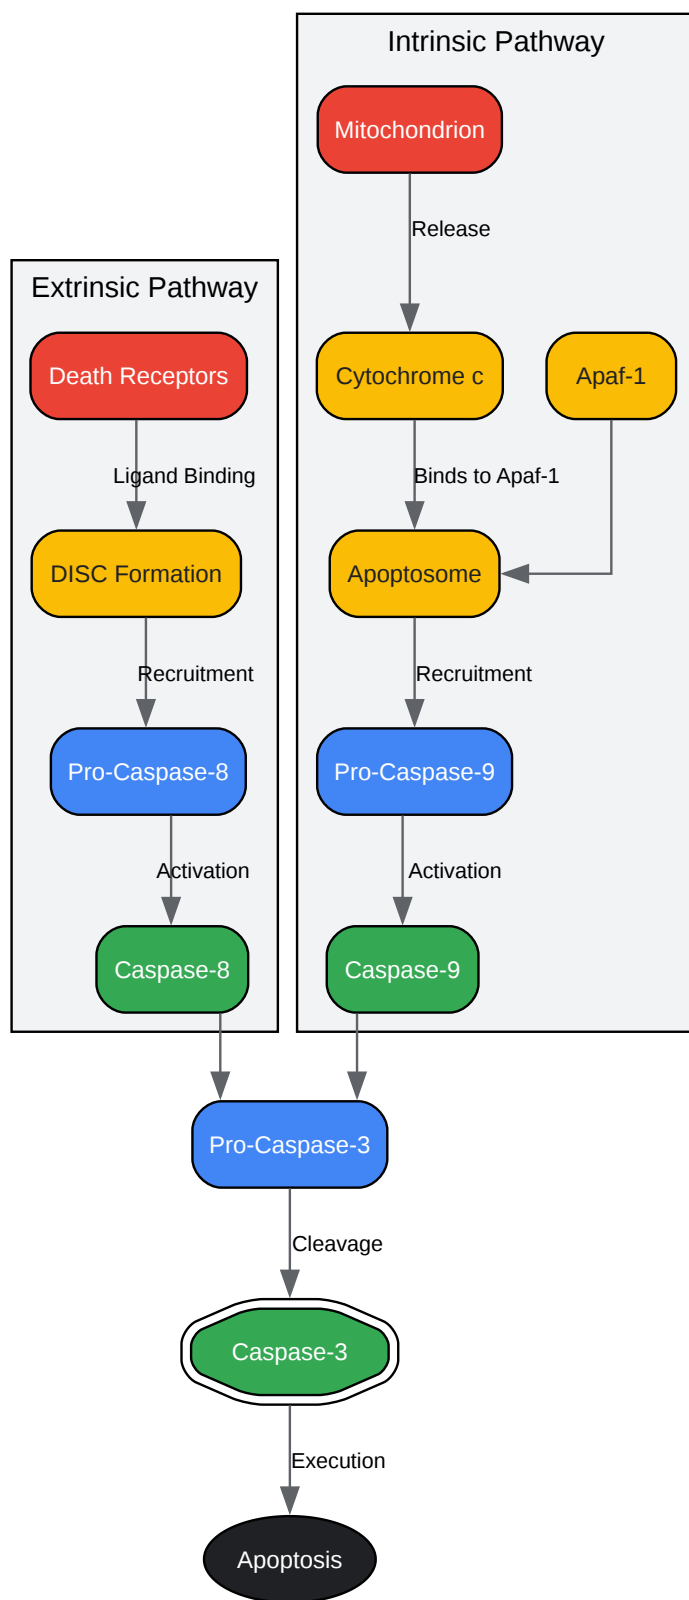 Intrinsic Pathway
Mitochondrion
Release
Extrinsic Pathway
Death Receptors
Cytochrome c
Apaf-1
Ligand Binding
Binds to Apaf-1
DISC Formation
Apoptosome
Recruitment
Recruitment
Pro-Caspase-8
Pro-Caspase-9
Activation
Activation
Caspase-8
Caspase-9
Pro-Caspase-3
Cleavage
Caspase-3
Execution
Apoptosis